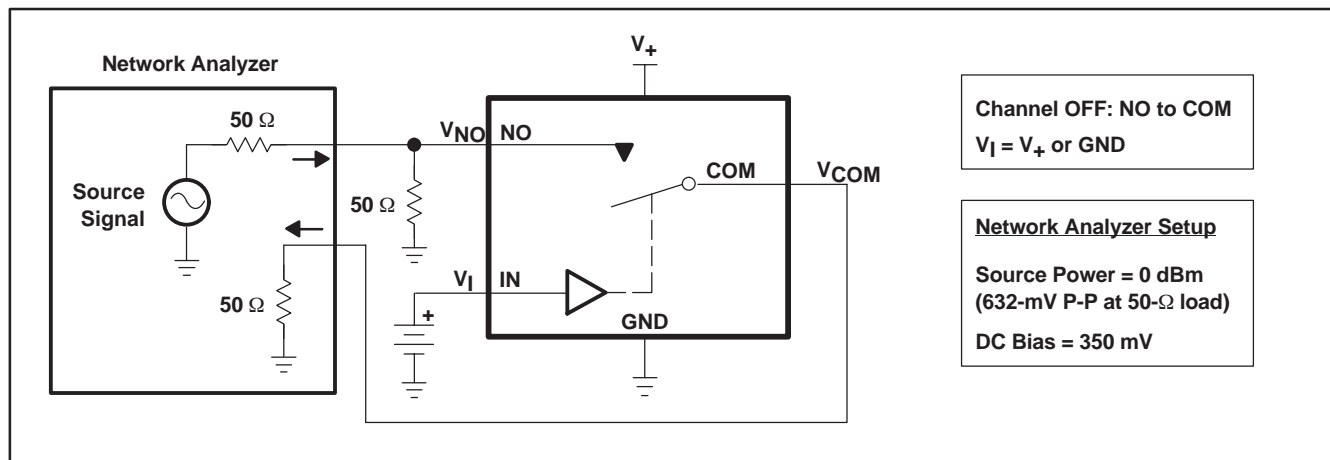 Network Analyzer
50 Ω
Source
Signal
50 Ω
VNO NO
50 Ω
VI IN
+
V+
COM
VCOM
GND
Channel OFF: NO to COM
VI = V+ or GND
Network Analyzer Setup
Source Power = 0 dBm
(632-mV P-P at 50-Ω load)
DC Bias = 350 mV